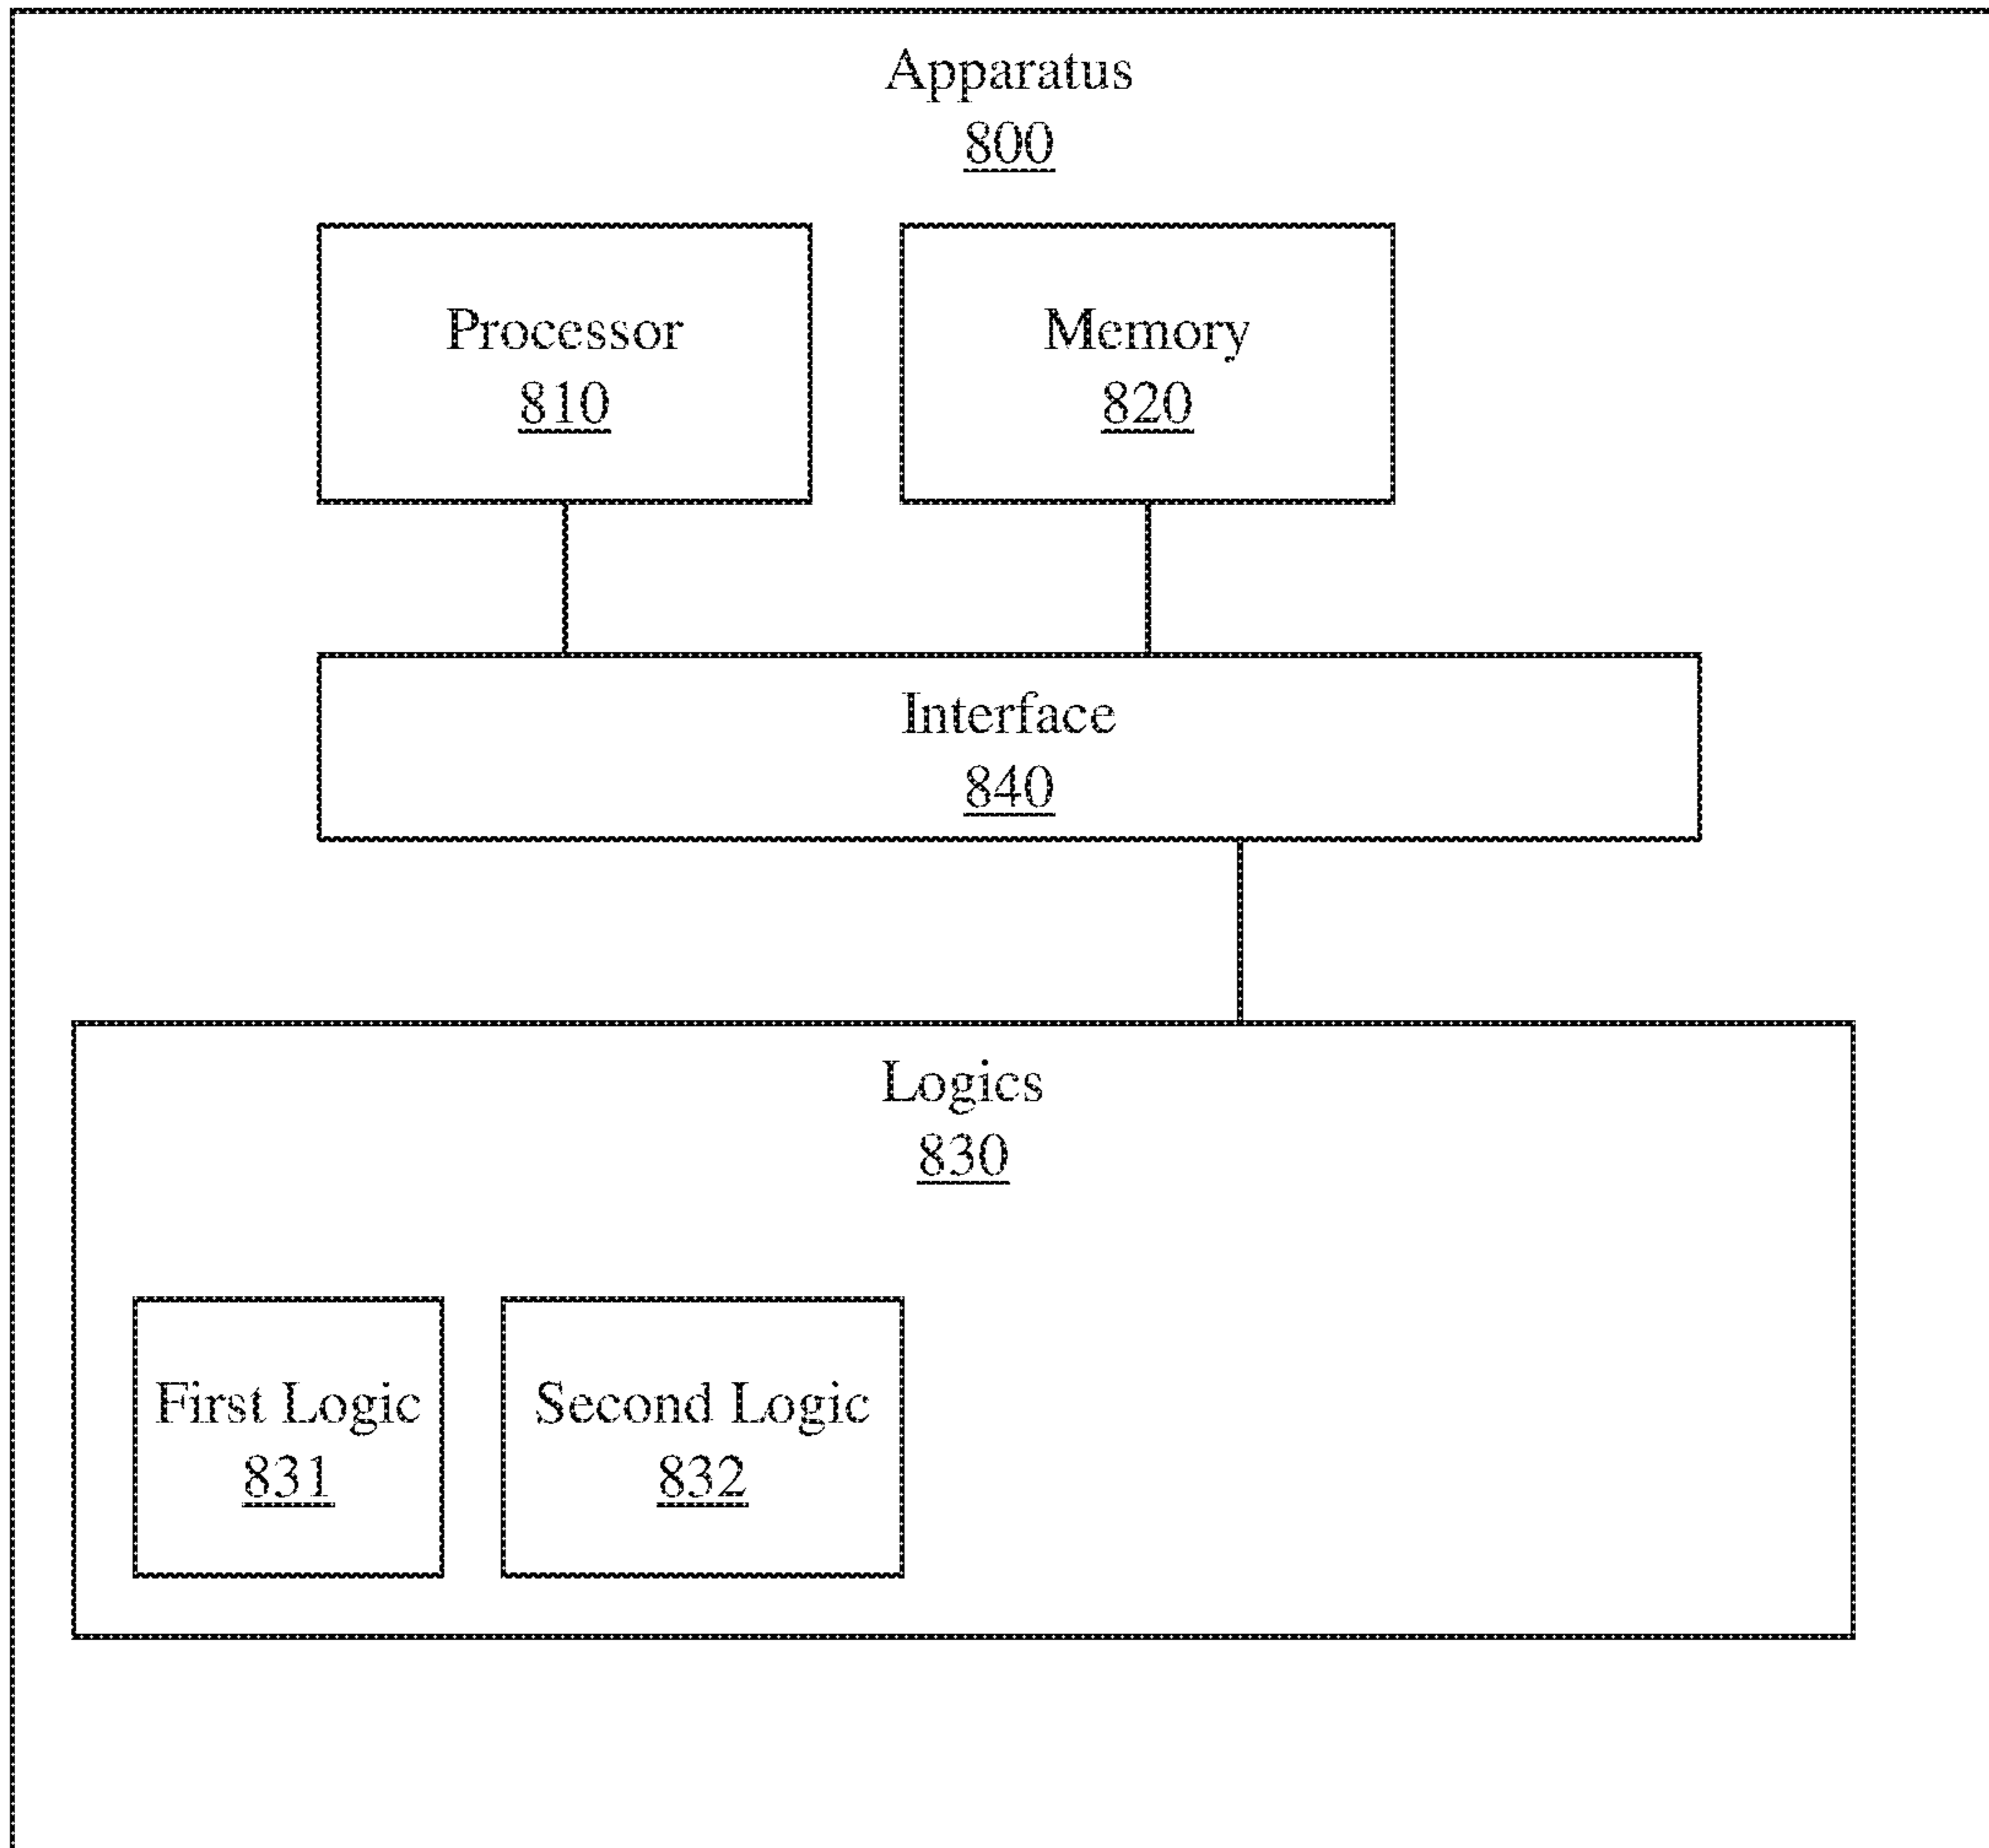 Apparatus
800
Processor
810
Memory
820
Interface
840
Logics
830
First Logic
831
Second Logic
832